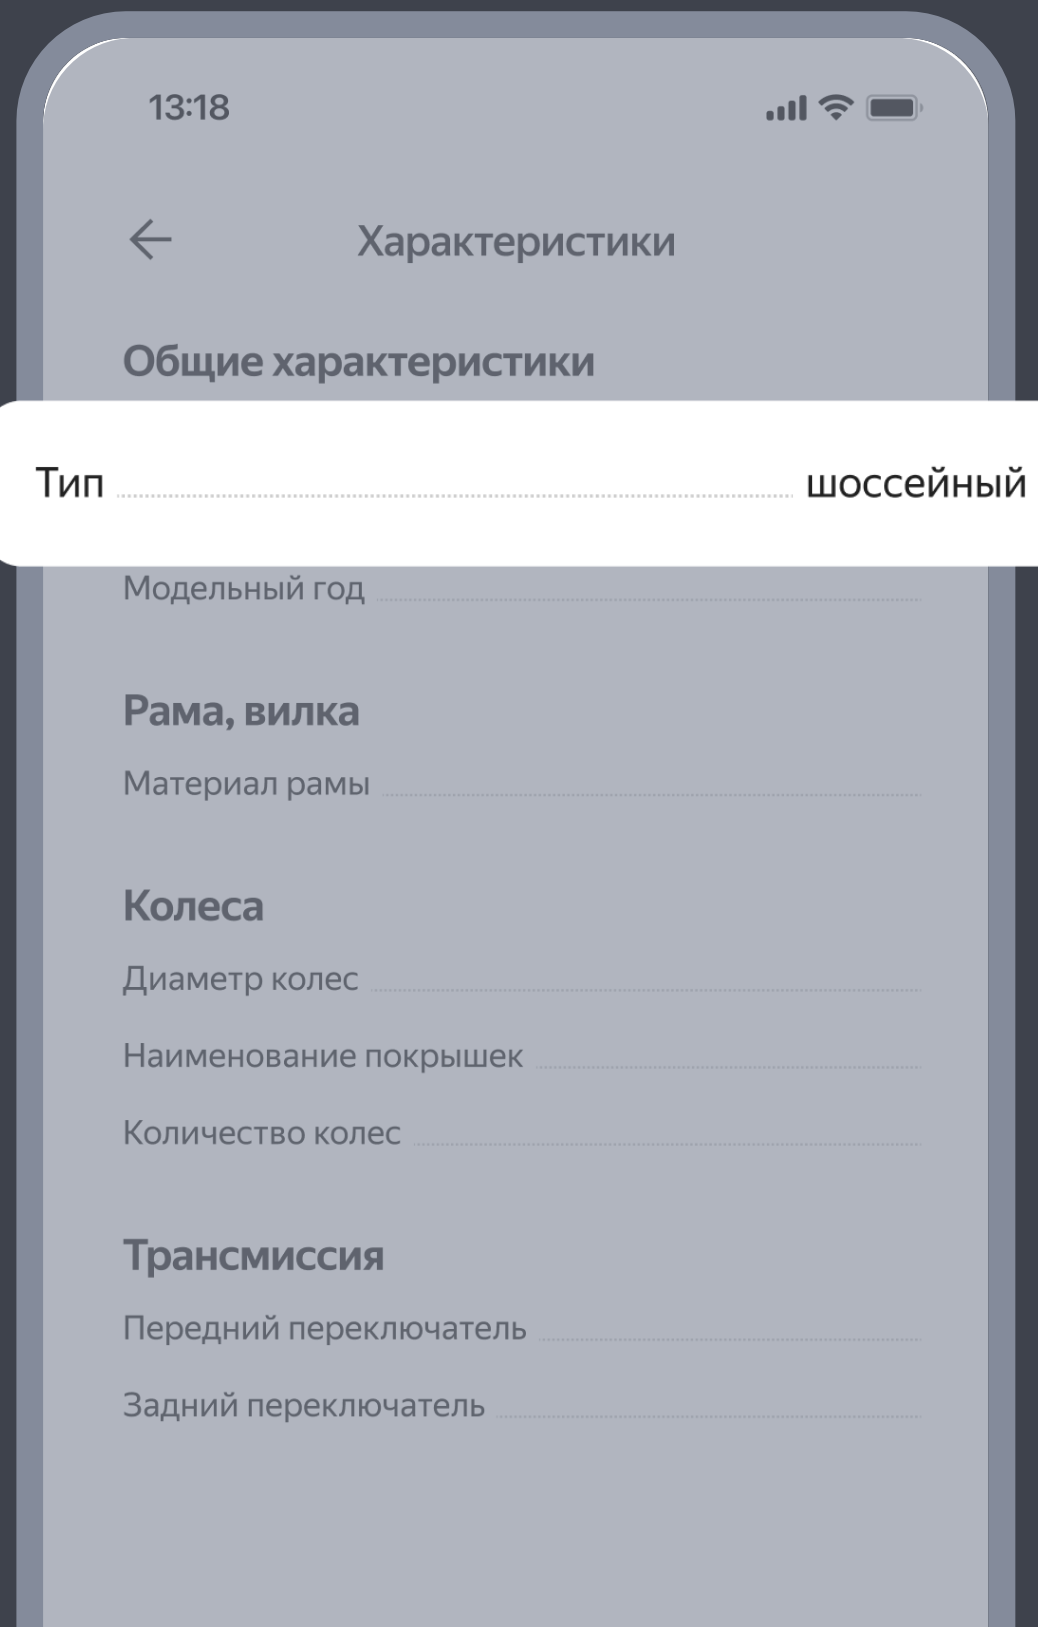 13:18
Характеристики
Общие характеристики
Тип шоссейный
Модельный год
Рама, вилка
Материал рамы
Колеса
Диаметр колес
Наименование покрышек
Количество колес
Трансмиссия
Передний переключатель
Задний переключатель